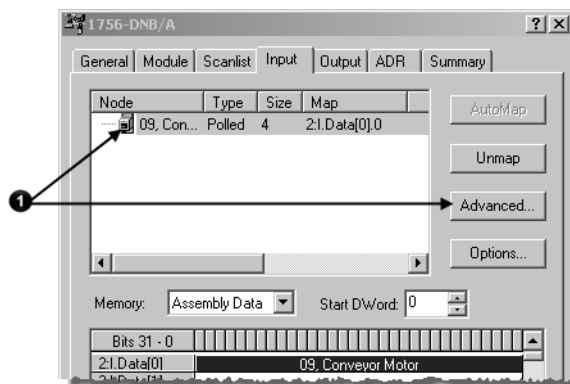 1756-DNB/A
General Module Scanlist Input Output ADR Summary
Node Type Size Map
09, Con... Polled 4 2:I.Data[0].0
AutoMap
Unmap
1
Advanced...
Options...
Memory: Assembly Data Start DWord: 0
Bits 31 - 0
2:I.Data[0] 09, Conveyor Motor